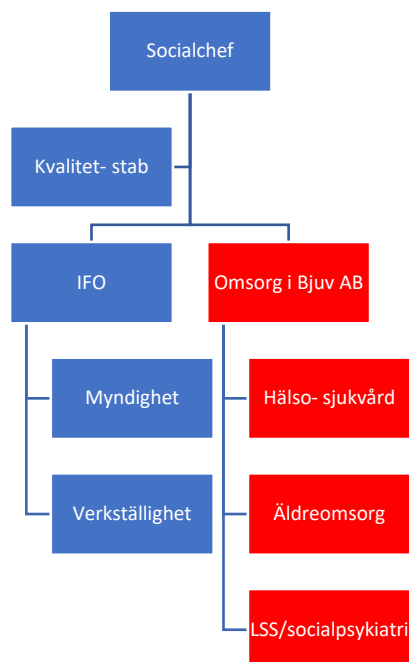 Socialchef
Kvalitet- stab
IFO
Omsorg i Bjuv AB
Myndighet
Hälso- sjukvård
Verkställighet
Äldreomsorg
LSS/socialpsykiatri